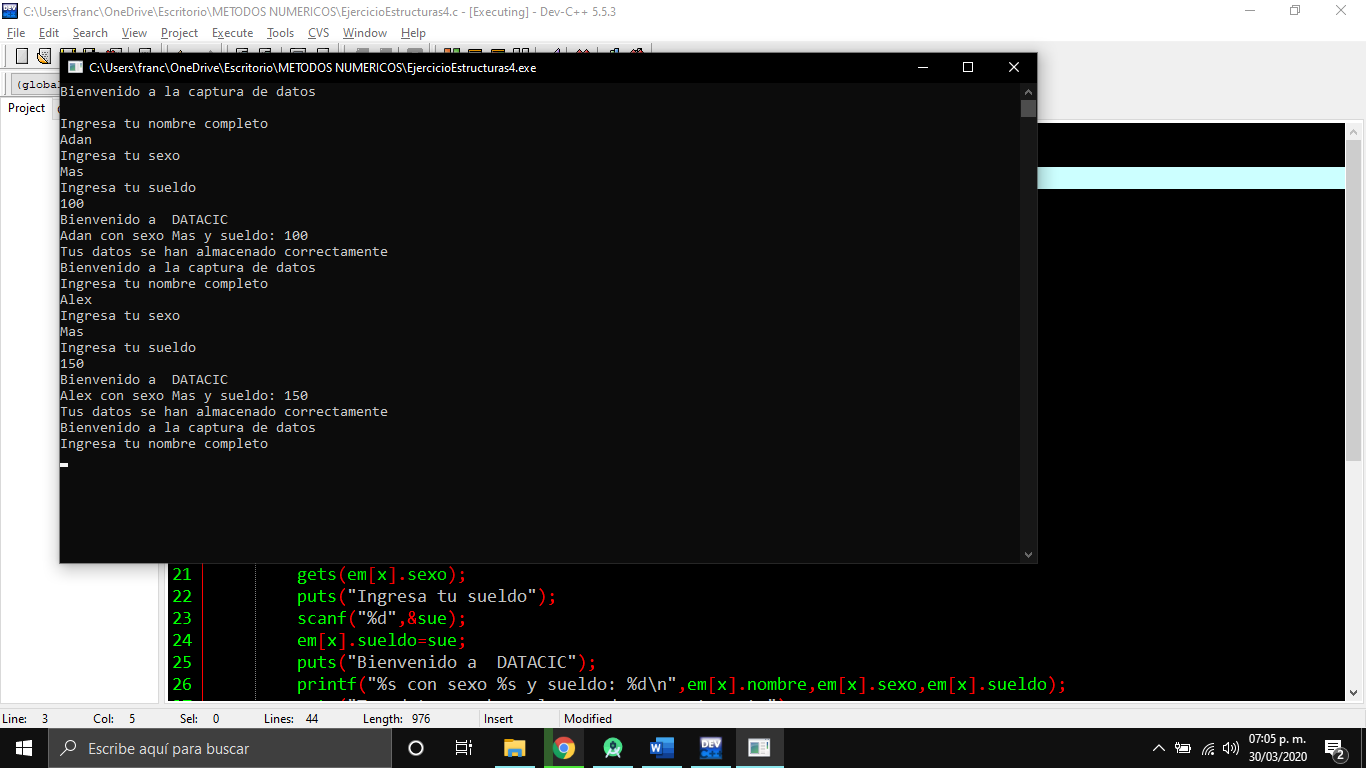 C:\Users\franc\OneDrive\Escritorio\METODOS NUMERICOS\EjercicioEstructuras4.c - [Executing] - Dev-C++ 5.5.3
File Edit Search View Project Execute Tools CVS Window Help
C:\Users\franc\OneDrive\Escritorio\METODOS NUMERICOS\EjercicioEstructuras4.exe
(globa
Project
Bienvenido a la captura de datos
Ingresa tu nombre completo
Adan
Ingresa tu sexo
Mas
Ingresa tu sueldo
100
Bienvenido a  DATACIC
Adan con sexo Mas y sueldo: 100
Tus datos se han almacenado correctamente
Bienvenido a la captura de datos
Ingresa tu nombre completo
Alex
Ingresa tu sexo
Mas
Ingresa tu sueldo
150
Bienvenido a  DATACIC
Alex con sexo Mas y sueldo: 150
Tus datos se han almacenado correctamente
Bienvenido a la captura de datos
Ingresa tu nombre completo
21 gets(em[x].sexo);
22 puts("Ingresa tu sueldo");
23 scanf("%d",&sue);
24 em[x].sueldo=sue;
25 puts("Bienvenido a  DATACIC");
26 printf("%s con sexo %s y sueldo: %d\n",em[x].nombre,em[x].sexo,em[x].sueldo);
Line: 3 Col: 5 Sel: 0 Lines: 44 Length: 976 Insert Modified
Escribe aquí para buscar
DEV C++
07:05 p. m.
30/03/2020
2